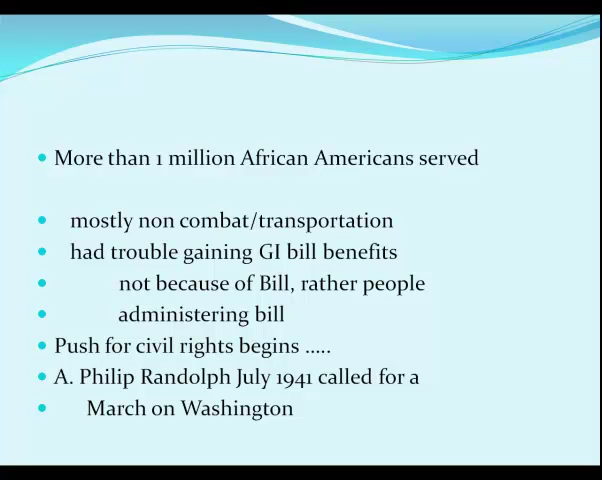 • More than 1 million African Americans served
• mostly non combat/transportation
• had trouble gaining GI bill benefits
• not because of Bill, rather people
• administering bill
• Push for civil rights begins .....
• A. Philip Randolph July 1941 called for a
• March on Washington